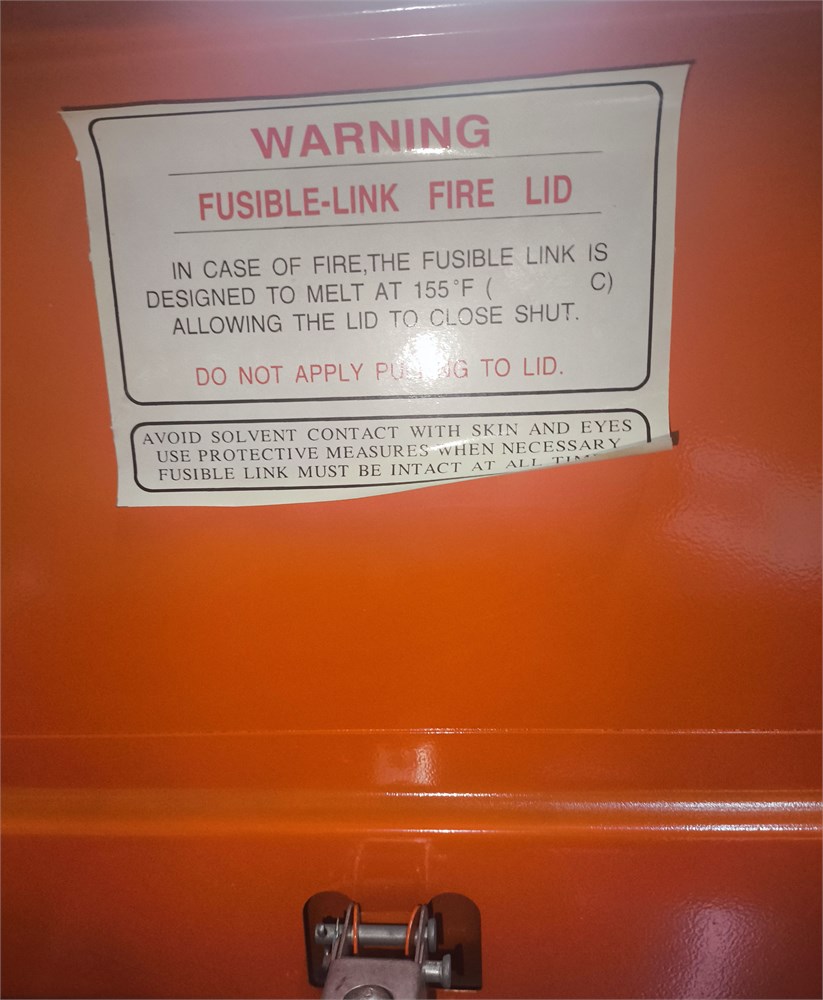 WARNING
FUSIBLE-LINK FIRE LID
IN CASE OF FIRE,THE FUSIBLE LINK IS
DESIGNED TO MELT AT 155°F ( C)
ALLOWING THE LID TO CLOSE SHUT.
DO NOT APPLY TO LID.
AVOID SOLVENT CONTACT WITH SKIN AND EYES
USE PROTECTIVE MEASURES WHEN NECESSARY
FUSIBLE LINK MUST BE INTACT AT ALL